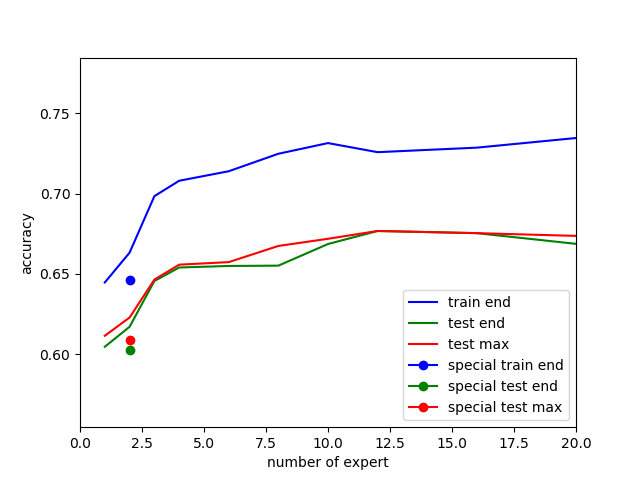 0.75
0.70
0.65
0.60
accuracy
0.0 2.5 5.0 7.5 10.0 12.5 15.0 17.5 20.0
number of expert
train end
test end
test max
special train end
special test end
special test max